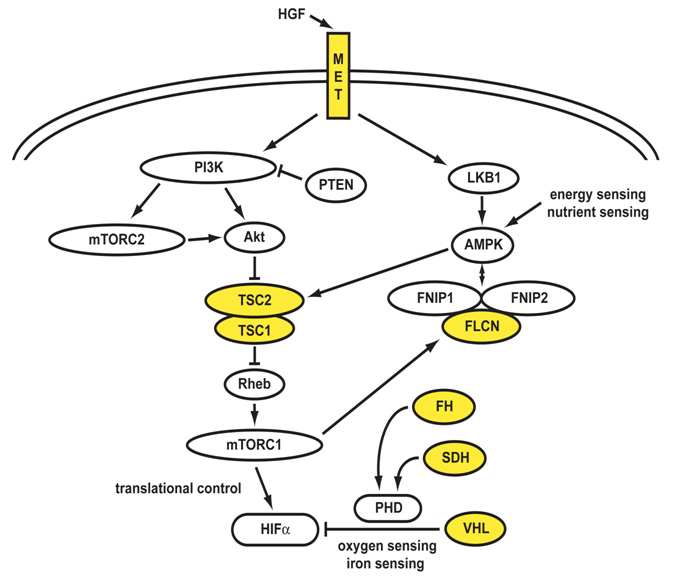 HGF
M
E
T
PI3K
PTEN
LKB1
energy sensing
nutrient sensing
mTORC2
Akt
AMPK
TSC2
FNIP1
FNIP2
TSC1
FLCN
Rheb
FH
mTORC1
SDH
translational control
PHD
HIFα
VHL
oxygen sensing
iron sensing